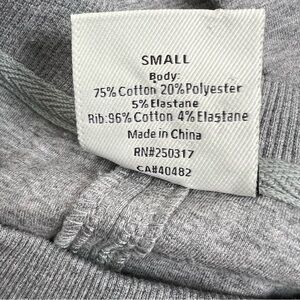 SMALL
Body:
75% Cotton 20% Polyester
5% Elastane
Rib: 96% Cotton 4% Elastane
Made in China
RN#250317
CA#40482